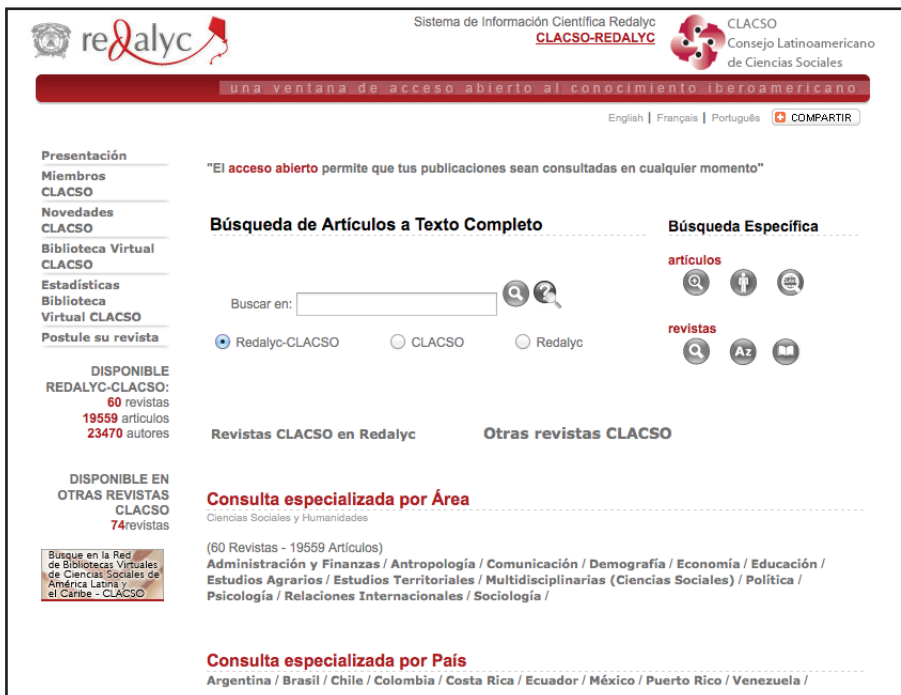 redalyc
Sistema de Información Científica Redalyc
CLACSO-REDALYC
CLACSO
Consejo Latinoamericano
de Ciencias Sociales
una ventana de acceso abierto al conocimiento iberoamericano
English | Français | Português
COMPARTIR
Presentación
Miembros
CLACSO
Novedades
CLACSO
Biblioteca Virtual
CLACSO
Estadísticas
Biblioteca
Virtual CLACSO
Postule su revista
DISPONIBLE
REDALYC-CLACSO:
60 revistas
19559 articulos
23470 autores
DISPONIBLE EN
OTRAS REVISTAS
CLACSO
74revistas
Busque en la Red
de Bibliotecas Virtuales
de Ciencias Sociales de
América Latina y
el Caribe - CLACSO
"El acceso abierto permite que tus publicaciones sean consultadas en cualquier momento"
Búsqueda de Artículos a Texto Completo
Buscar en:
Redalyc-CLACSO
CLACSO
Redalyc
Búsqueda Específica
artículos
revistas
Az
Revistas CLACSO en Redalyc
Otras revistas CLACSO
Consulta especializada por Área
Ciencias Sociales y Humanidades
(60 Revistas - 19559 Artículos)
Administración y Finanzas / Antropología / Comunicación / Demografía / Economía / Educación /
Estudios Agrarios / Estudios Territoriales / Multidisciplinarias (Ciencias Sociales) / Política /
Psicología / Relaciones Internacionales / Sociología /
Consulta especializada por País
Argentina / Brasil / Chile / Colombia / Costa Rica / Ecuador / México / Puerto Rico / Venezuela /